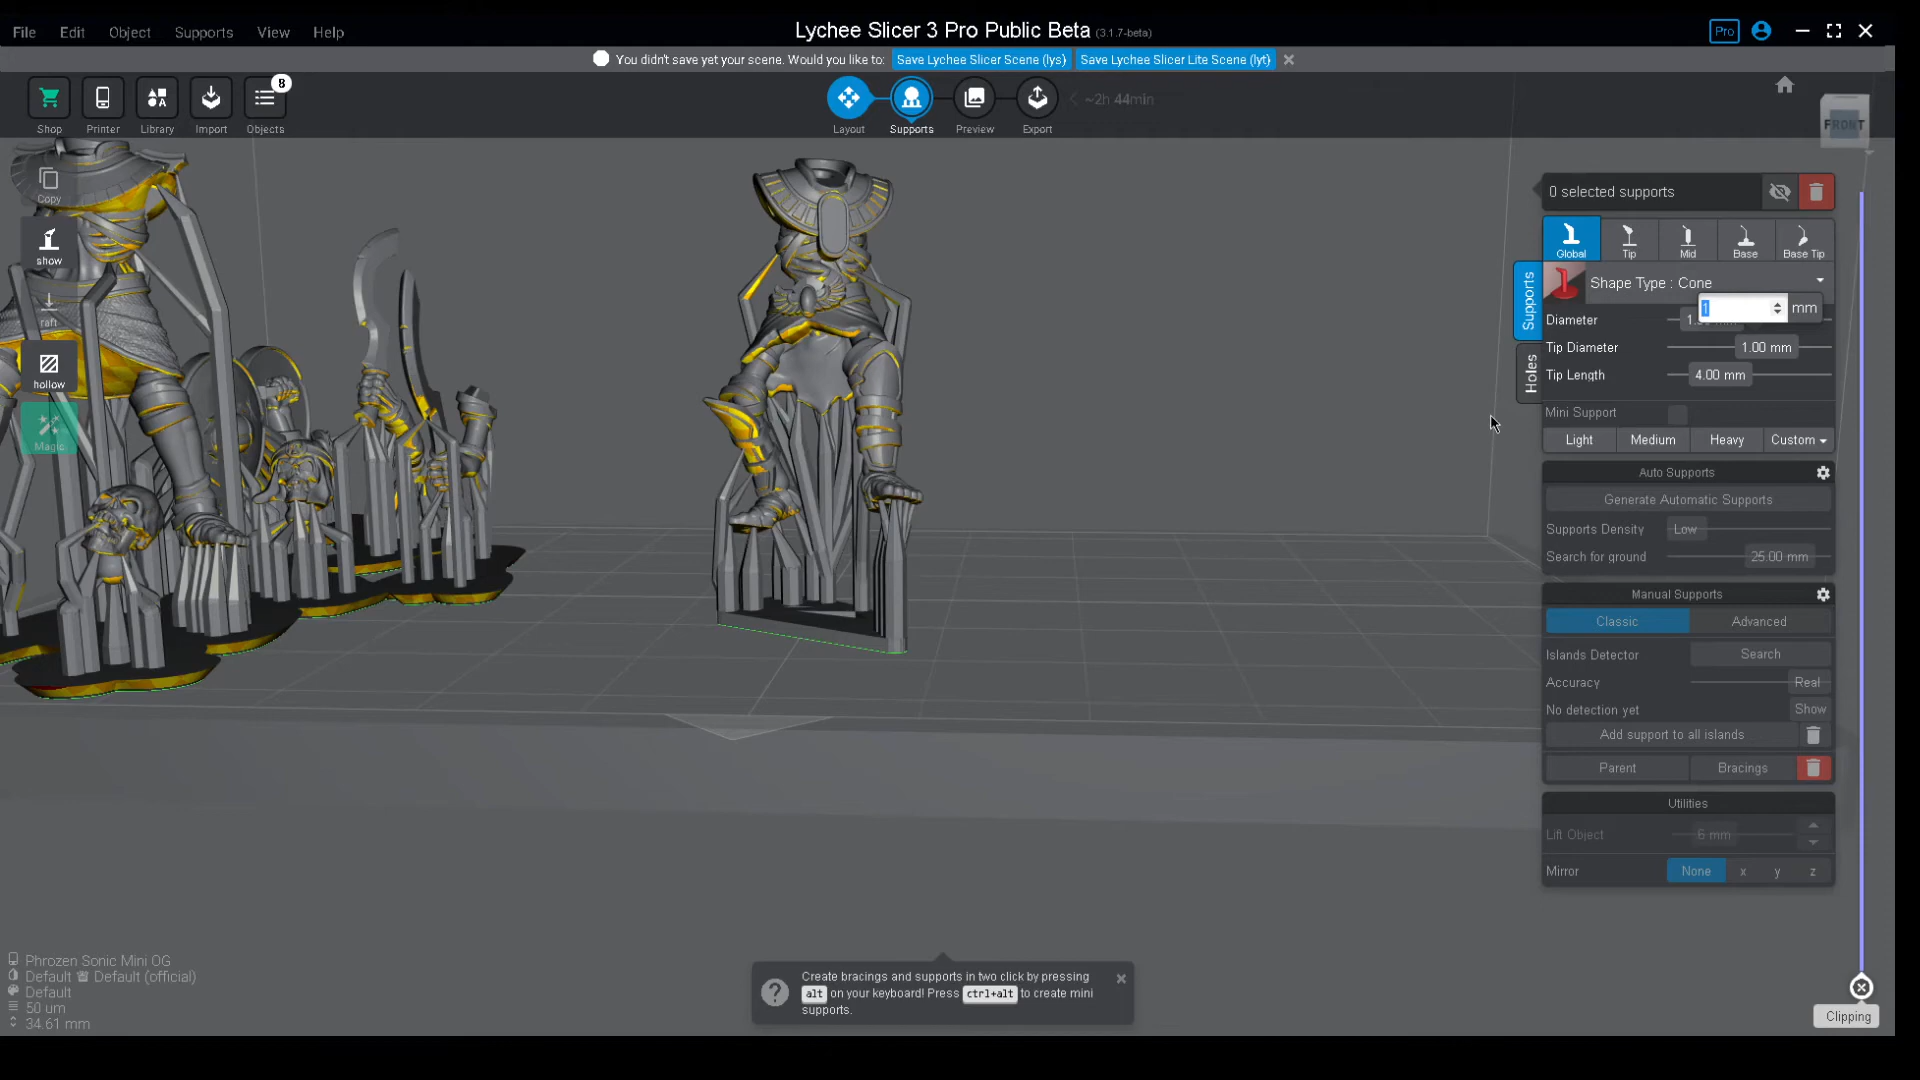 File Edit Object Supports View Help
Lychee Slicer 3 Pro Public Beta (3.1.7-beta)
Pro
You didn't save yet your scene. Would you like to: Save Lychee Slicer Scene (lys) Save Lychee Slicer Lite Scene (lyt)
8
Shop Printer Library Import Objects
Layout Supports Preview Export
~2h 44min
FRONT
Copy
show
raft
hollow
Magic
0 selected supports
Global Tip Mid Base Base Tip
Supports
Holes
Shape Type : Cone
1 mm
Diameter
Tip Diameter 1.00 mm
Tip Length 4.00 mm
Mini Support
Light Medium Heavy Custom
Auto Supports
Generate Automatic Supports
Supports Density Low
Search for ground 25.00 mm
Manual Supports
Classic Advanced
Islands Detector Search
Accuracy Real
No detection yet Show
Add support to all islands
Parent Bracings
Utilities
Lift Object 6 mm
Mirror None x y z
Phrozen Sonic Mini OG
Default Default (official)
Default
50 um
34.61 mm
Create bracings and supports in two click by pressing
alt on your keyboard! Press ctrl+alt to create mini
supports.
Clipping